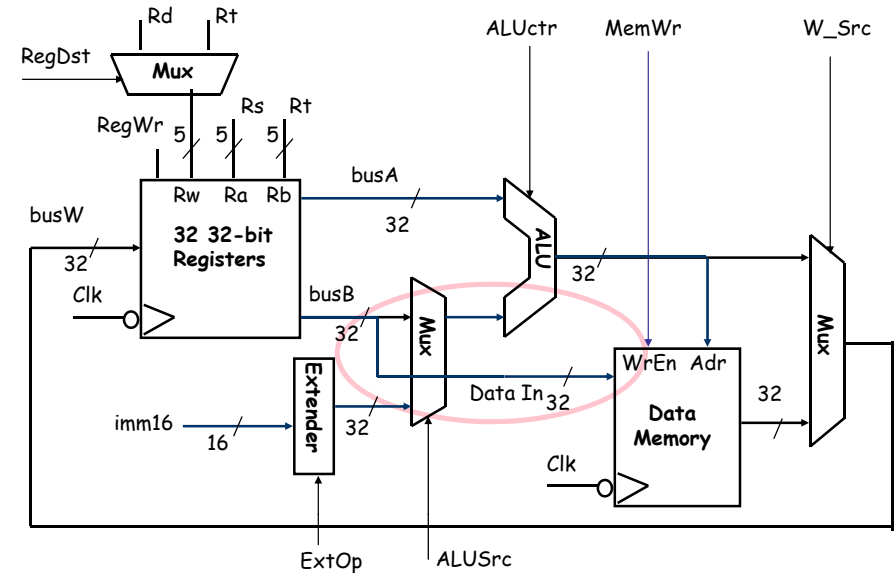 Rd Rt
ALUctr MemWr W_Src
RegDst
Mux
Rs Rt
RegWr 5 5 5
busA
Rw Ra Rb
busW
32
32 32-bit
Registers
ALU
32
32
Clk
busB
32
Mux
Mux
WrEn Adr
Extender
Data In 32
32
imm16
16
32
Data
Memory
Clk
ExtOp
ALUSrc